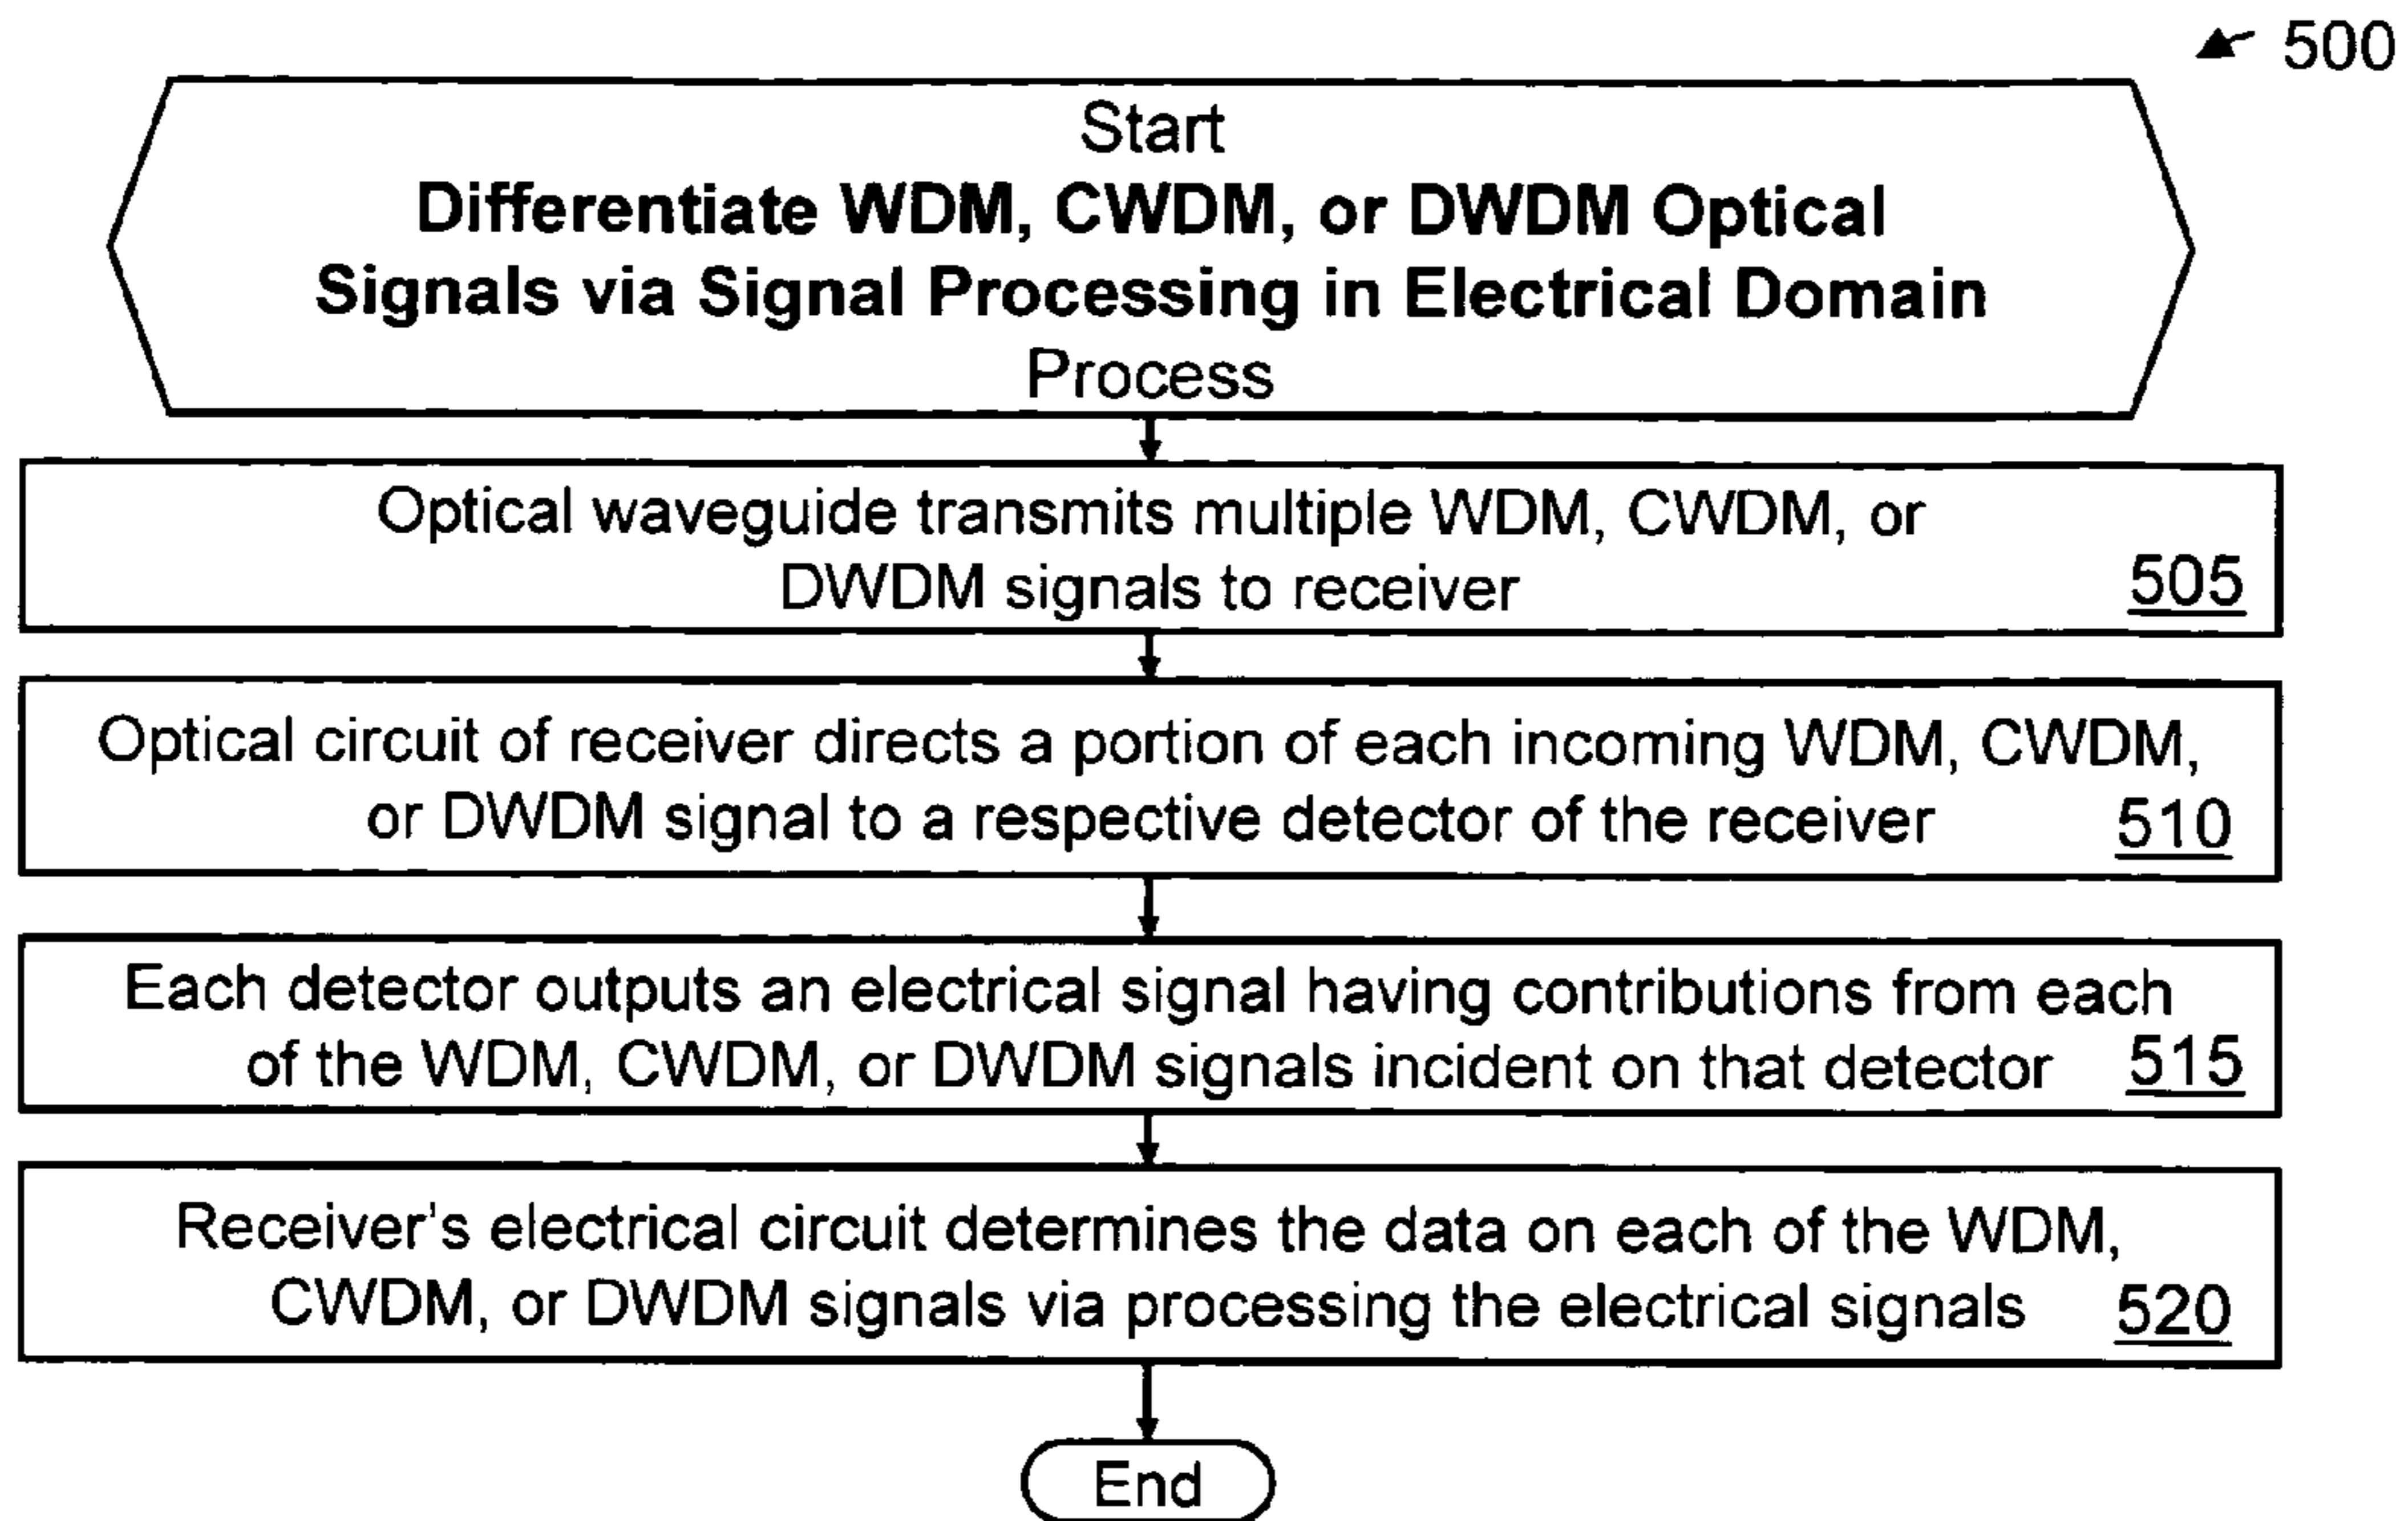 500
Start
Differentiate WDM, CWDM, or DWDM Optical
Signals via Signal Processing in Electrical Domain
Process
Optical waveguide transmits multiple WDM, CWDM, or
DWDM signals to receiver 505
Optical circuit of receiver directs a portion of each incoming WDM, CWDM,
or DWDM signal to a respective detector of the receiver 510
Each detector outputs an electrical signal having contributions from each
of the WDM, CWDM, or DWDM signals incident on that detector 515
Receiver's electrical circuit determines the data on each of the WDM,
CWDM, or DWDM signals via processing the electrical signals 520
End